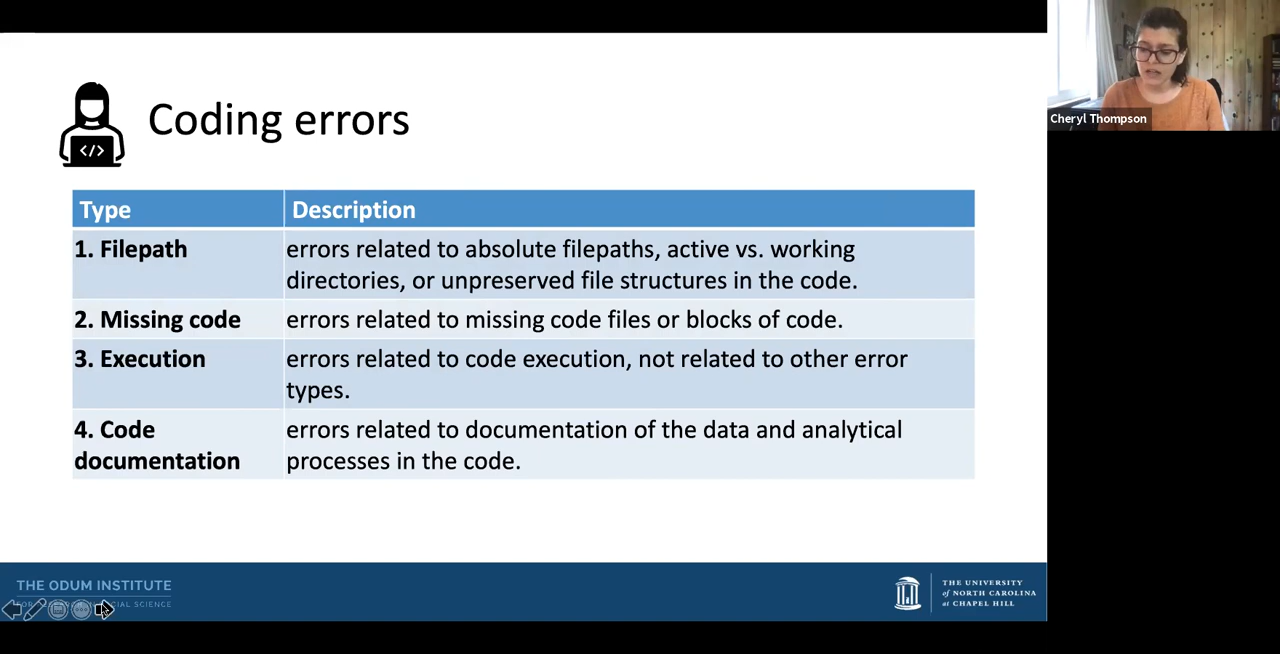 Coding errors
</>
Type
Description
1. Filepath
errors related to absolute filepaths, active vs. working
directories, or unpreserved file structures in the code.
2. Missing code
errors related to missing code files or blocks of code.
3. Execution
errors related to code execution, not related to other error
types.
4. Code
documentation
errors related to documentation of the data and analytical
processes in the code.
THE ODUM INSTITUTE
SCIENCE
THE UNIVERSITY
of NORTH CAROLINA
at CHAPEL HILL
Cheryl Thompson